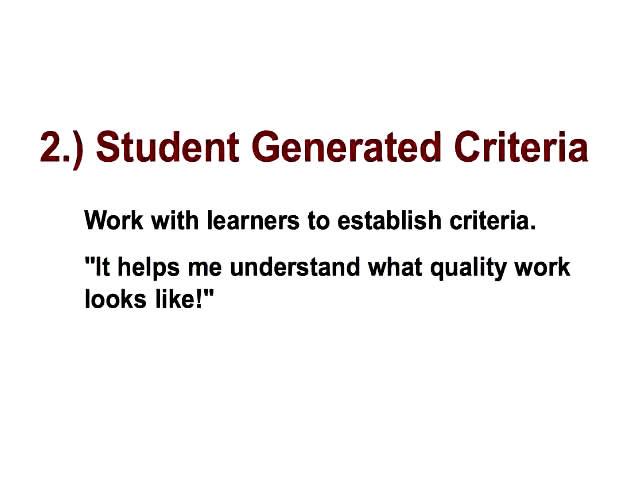 2.) Student Generated Criteria
Work with learners to establish criteria.
"It helps me understand what quality work
looks like!"